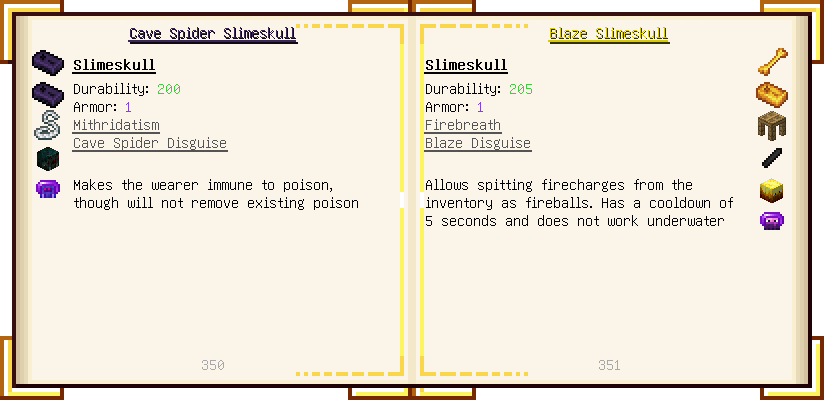 Cave Spider Slimeskull
Slimeskull
Durability: 200
Armor: 1
Mithridatism
Cave Spider Disguise
Makes the wearer immune to poison,
though will not remove existing poison
350
Blaze Slimeskull
Slimeskull
Durability: 205
Armor: 1
Firebreath
Blaze Disguise
Allows spitting firecharges from the
inventory as fireballs. Has a cooldown of
5 seconds and does not work underwater
351